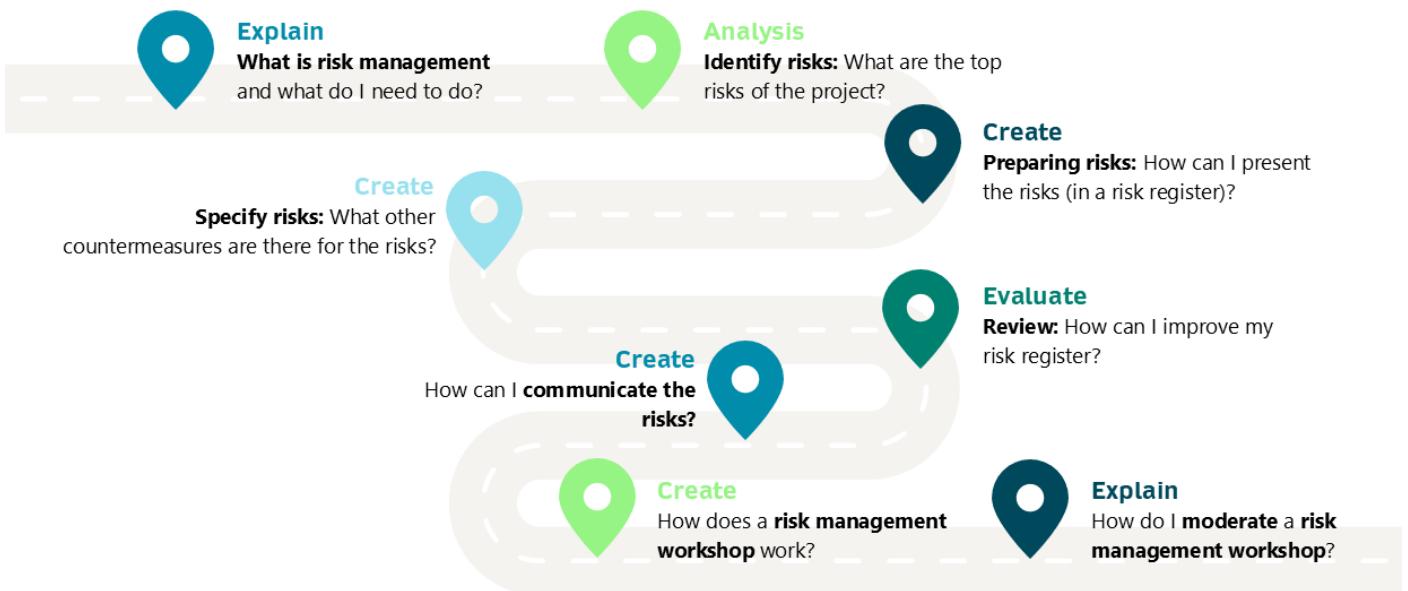 Explain
What is risk management
and what do I need to do?
Analysis
Identify risks: What are the top
risks of the project?
Create
Preparing risks: How can I present
the risks (in a risk register)?
Create
Specify risks: What other
countermeasures are there for the risks?
Evaluate
Review: How can I improve my
risk register?
Create
How can I communicate the
risks?
Create
How does a risk management
workshop work?
Explain
How do I moderate a risk
management workshop?